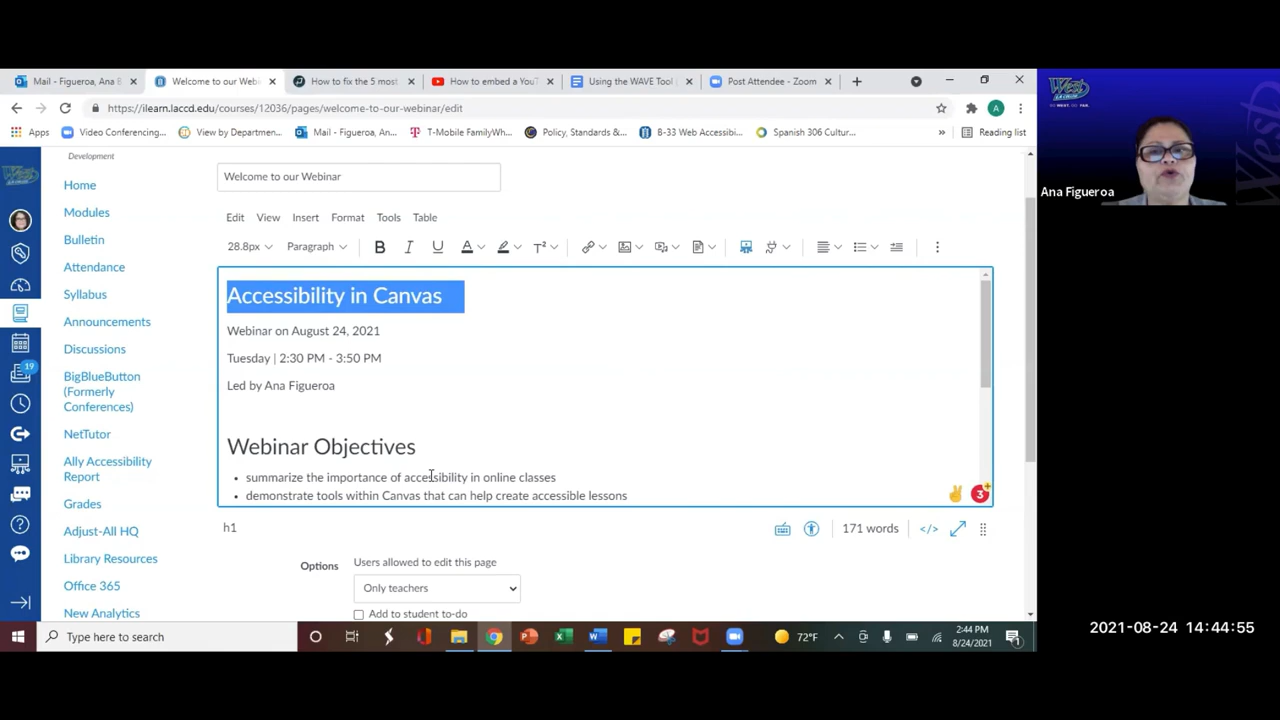 Mail - Figueroa, Ana B
Welcome to our Webi
How to fix the 5 most
How to embed a YouT
Using the WAVE Tool
Post Attendee - Zoom
https://ilearn.laccd.edu/courses/12036/pages/welcome-to-our-webinar/edit
A
Apps
Video Conferencing...
View by Departmen...
Mail - Figueroa, An...
T-Mobile FamilyWh...
Policy, Standards &...
B-33 Web Accessibi...
Spanish 306 Cultur...
»
Reading list
West
Ana Figueroa
Development
Home
Modules
Bulletin
Attendance
Syllabus
Announcements
Discussions
BigBlueButton
(Formerly
Conferences)
NetTutor
Ally Accessibility
Report
Grades
Adjust-All HQ
Library Resources
Office 365
New Analytics
19
Welcome to our Webinar
Edit View Insert Format Tools Table
28.8px Paragraph B I U A T²
Accessibility in Canvas
Webinar on August 24, 2021
Tuesday | 2:30 PM - 3:50 PM
Led by Ana Figueroa
Webinar Objectives
summarize the importance of accessibility in online classes
demonstrate tools within Canvas that can help create accessible lessons
3
h1
171 words
</>
Options
Users allowed to edit this page
Only teachers
Add to student to-do
Type here to search
72°F
2:44 PM
8/24/2021
1
2021-08-24 14:44:55